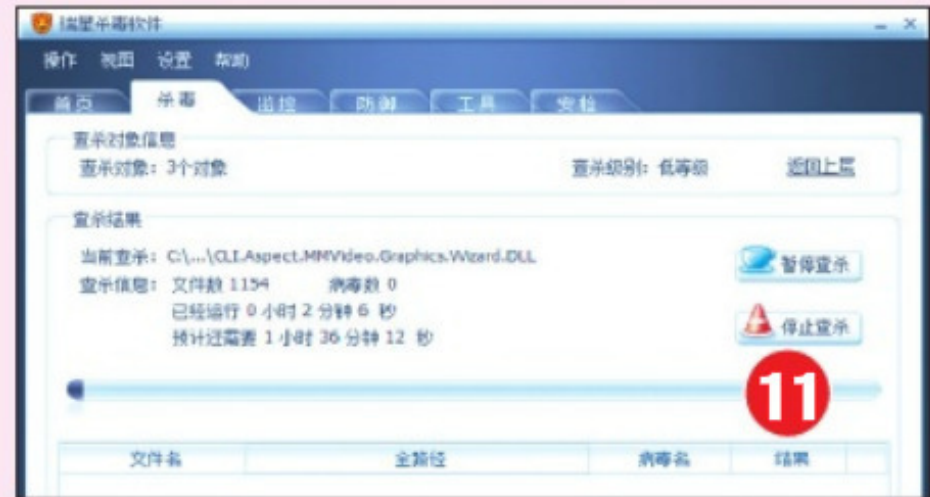 瑞星杀毒软件
操作 视图 设置 帮助
首页 杀毒 监控 防御 工具 安检
查杀对象信息
查杀对象：3个对象 查杀级别：低等级 返回上层
查杀结果
当前查杀：C:\...\CLI.Aspect.MMVideo.Graphics.Wizard.DLL
暂停查杀
查杀信息：文件数 1154 病毒数 0
已经运行 0 小时 2 分钟 6 秒
停止查杀
预计还需要 1 小时 36 分钟 12 秒
11
文件名 全路径 病毒名 结果